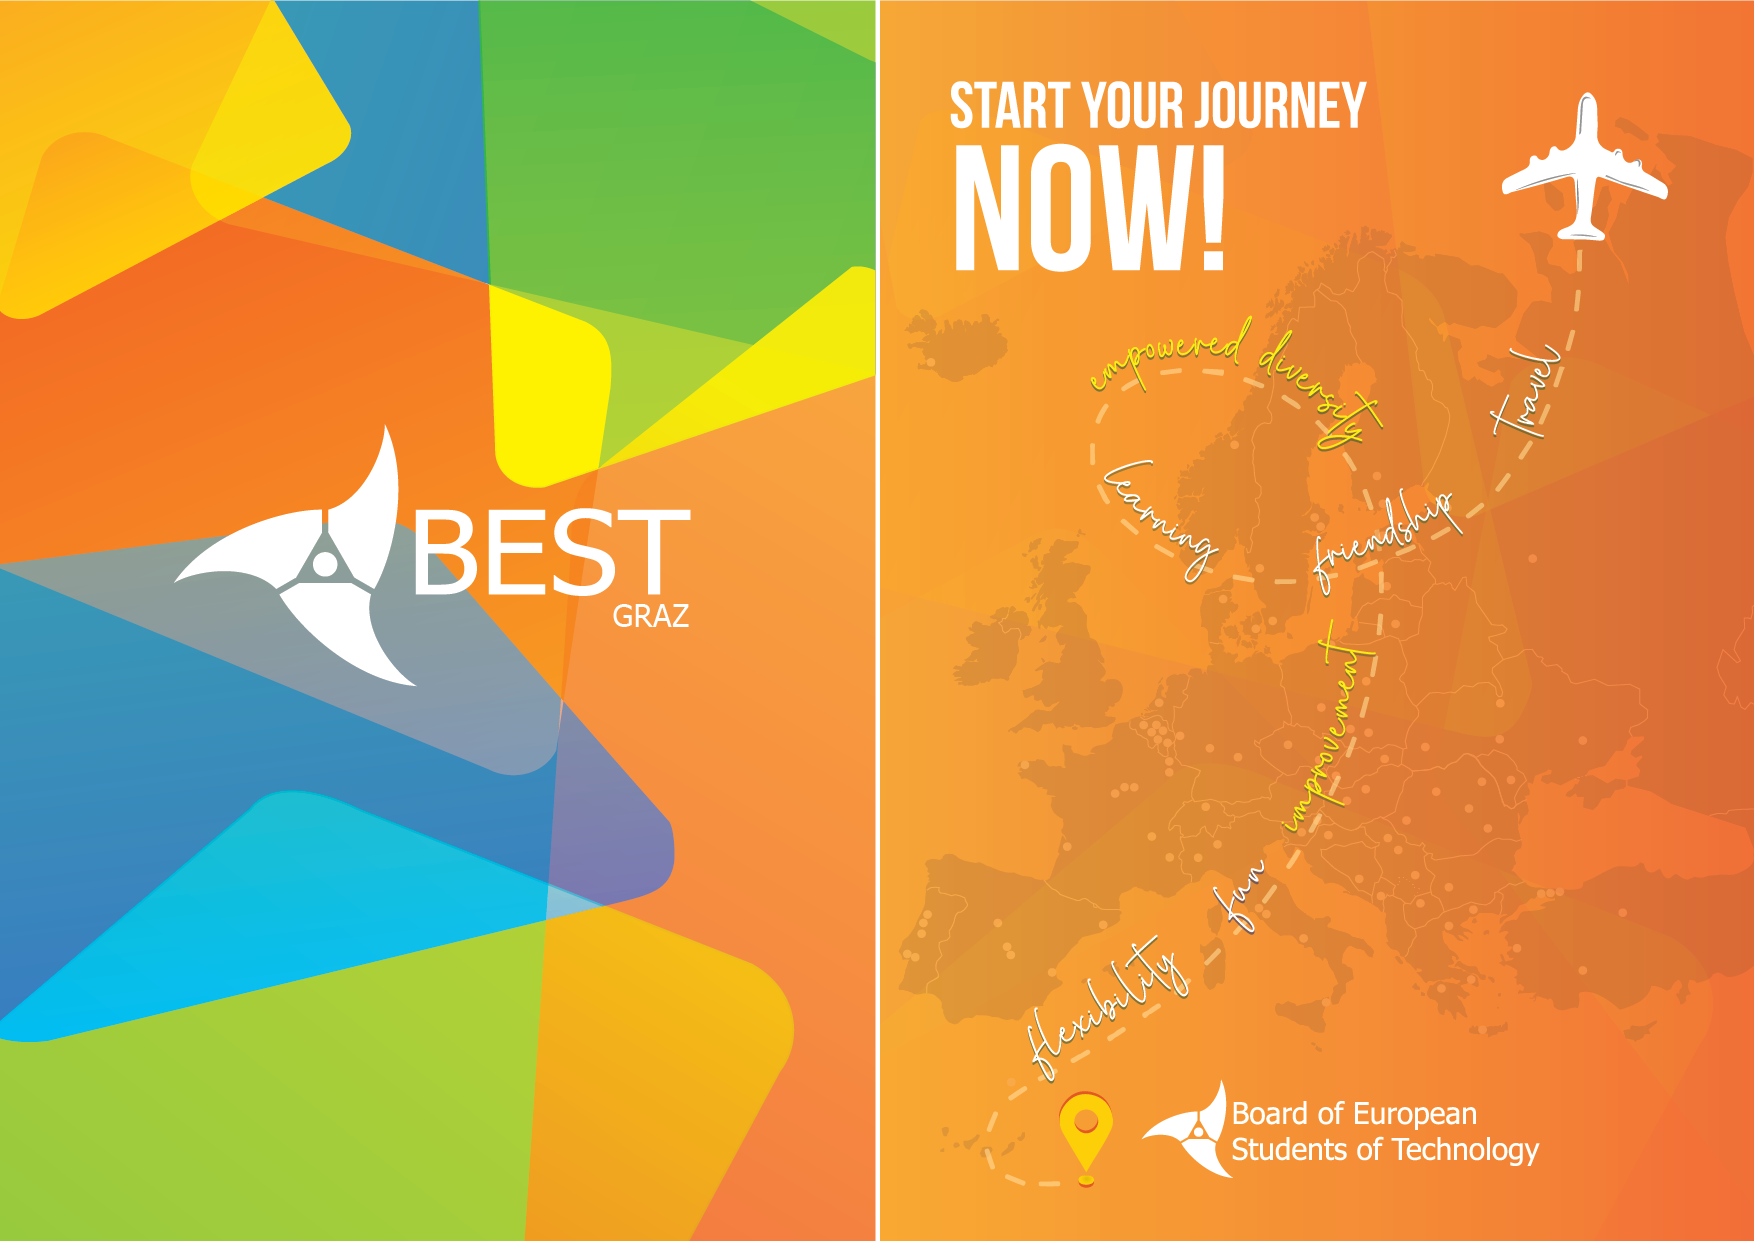 BEST
GRAZ
START YOUR JOURNEY
NOW!
empowered diversity
travel
learning
friendship
improvement
fun
flexibility
Board of European
Students of Technology